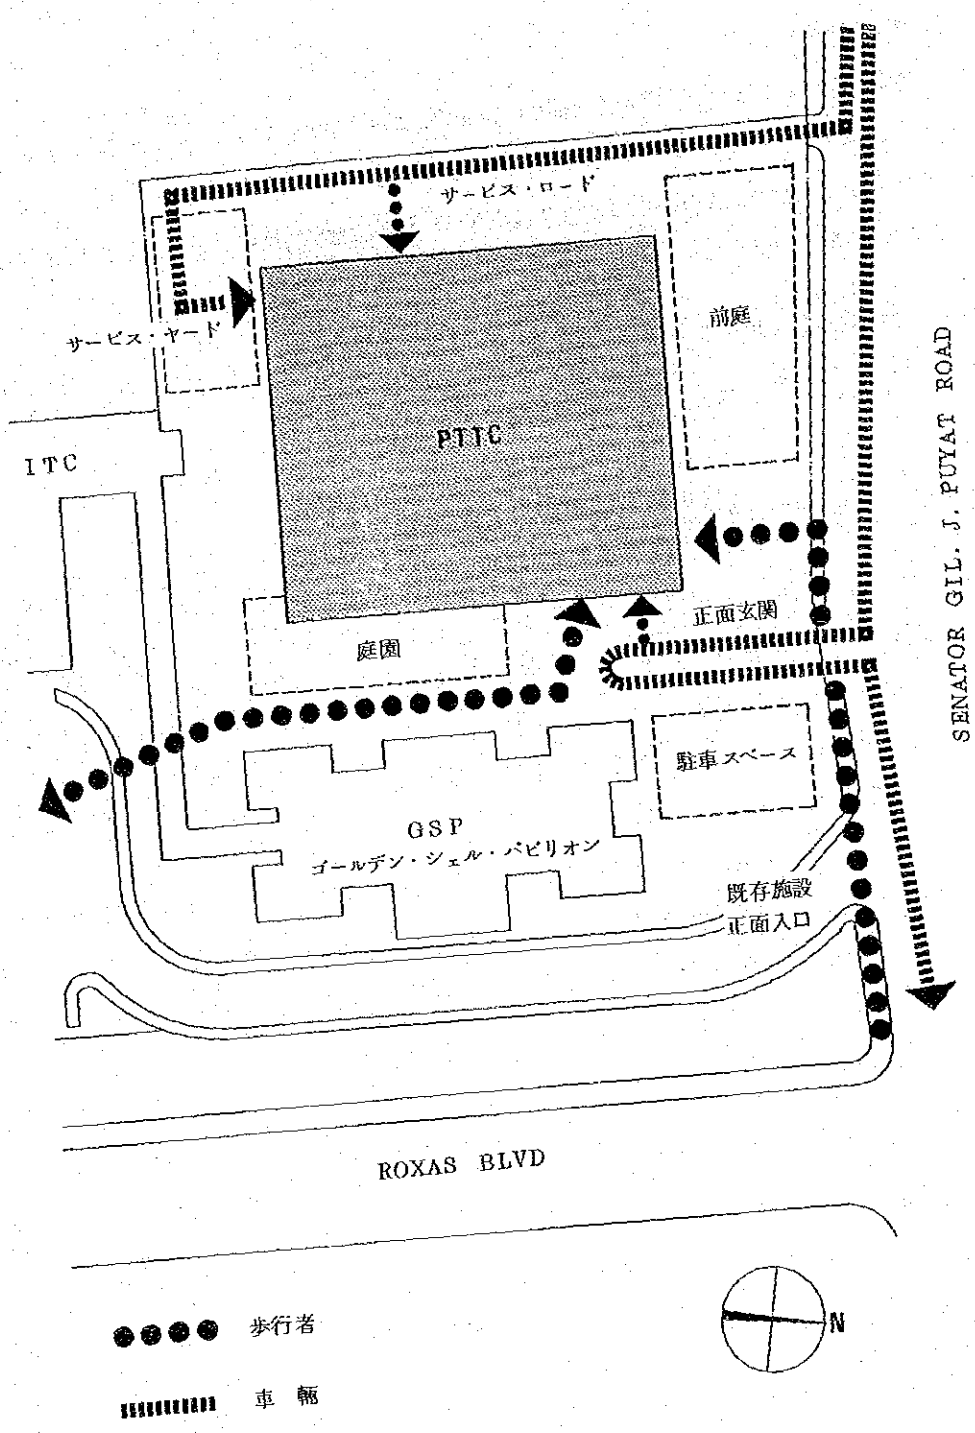 サービス・ロード
サービス・ヤード
前庭
PTTC
ITC
SENATOR GIL. J. PUYAT ROAD
正面玄関
庭園
駐車スペース
GSP
ゴールデン・シェル・パビリオン
既存施設
正面入口
ROXAS BLVD
N
歩行者
車輛